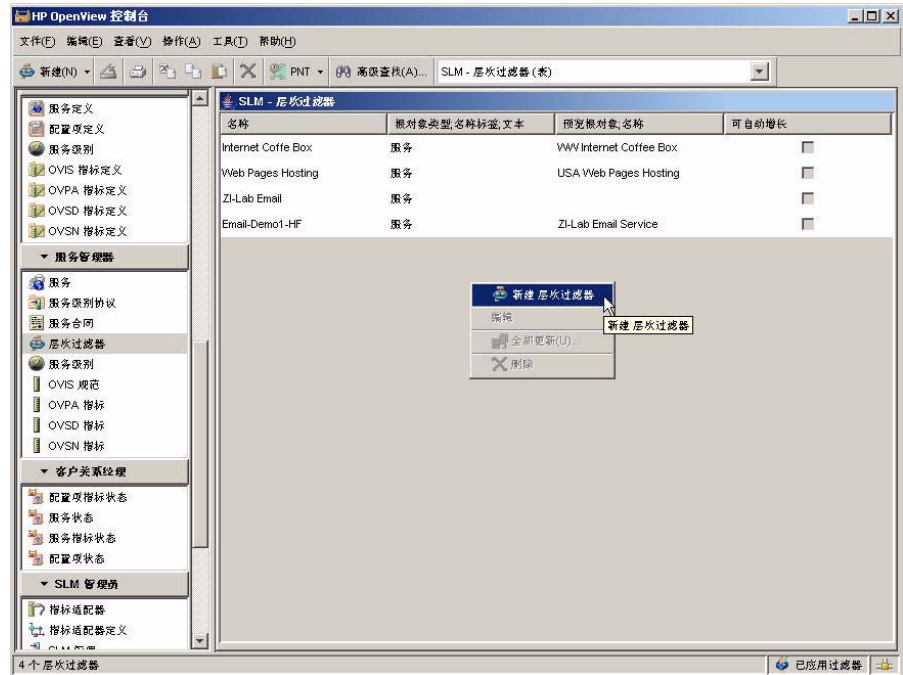 HP OpenView 控制台
文件(F) 编辑(E) 查看(V) 操作(A) 工具(T) 帮助(H)
新建(N) PNT 高级查找(A)... SLM - 层次过滤器(表)
服务定义
配置项定义
服务级别
OVIS 指标定义
OVPA 指标定义
OVSD 指标定义
OVSN 指标定义
服务管理器
服务
服务级别协议
服务合同
层次过滤器
服务级别
OVIS 规范
OVPA 指标
OVSD 指标
OVSN 指标
客户关系经理
配置项指标状态
服务状态
服务指标状态
配置项状态
SLM 管理员
指标适配器
指标适配器定义
SLM - 层次过滤器
名称 根对象类型;名称标签;文本 预览根对象;名称 可自动增长
Internet Coffe Box 服务 WWW Internet Coffee Box
Web Pages Hosting 服务 USA Web Pages Hosting
ZI-Lab Email 服务
Email-Demo1-HF 服务 ZI-Lab Email Service
新建 层次过滤器
编辑
全部更新(U)...
删除
新建 层次过滤器
4 个 层次过滤器
已应用过滤器